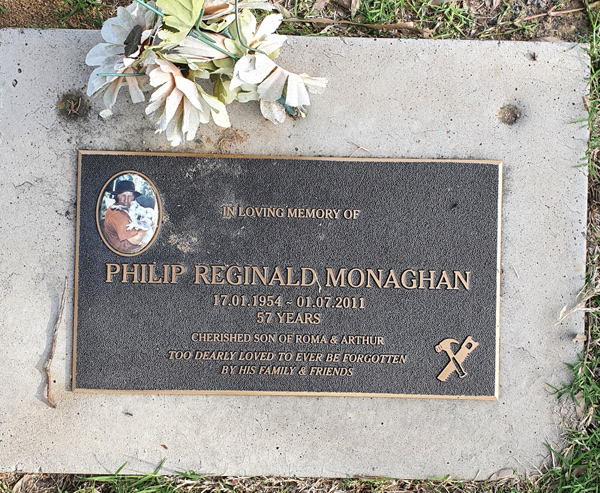 IN LOVING MEMORY OF
PHILIP REGINALD MONAGHAN
17.01.1954 ~ 01.07.2011
57 YEARS
CHERISHED SON OF ROMA & ARTHUR
TOO DEARLY LOVED TO EVER BE FORGOTTEN
BY HIS FAMILY & FRIENDS